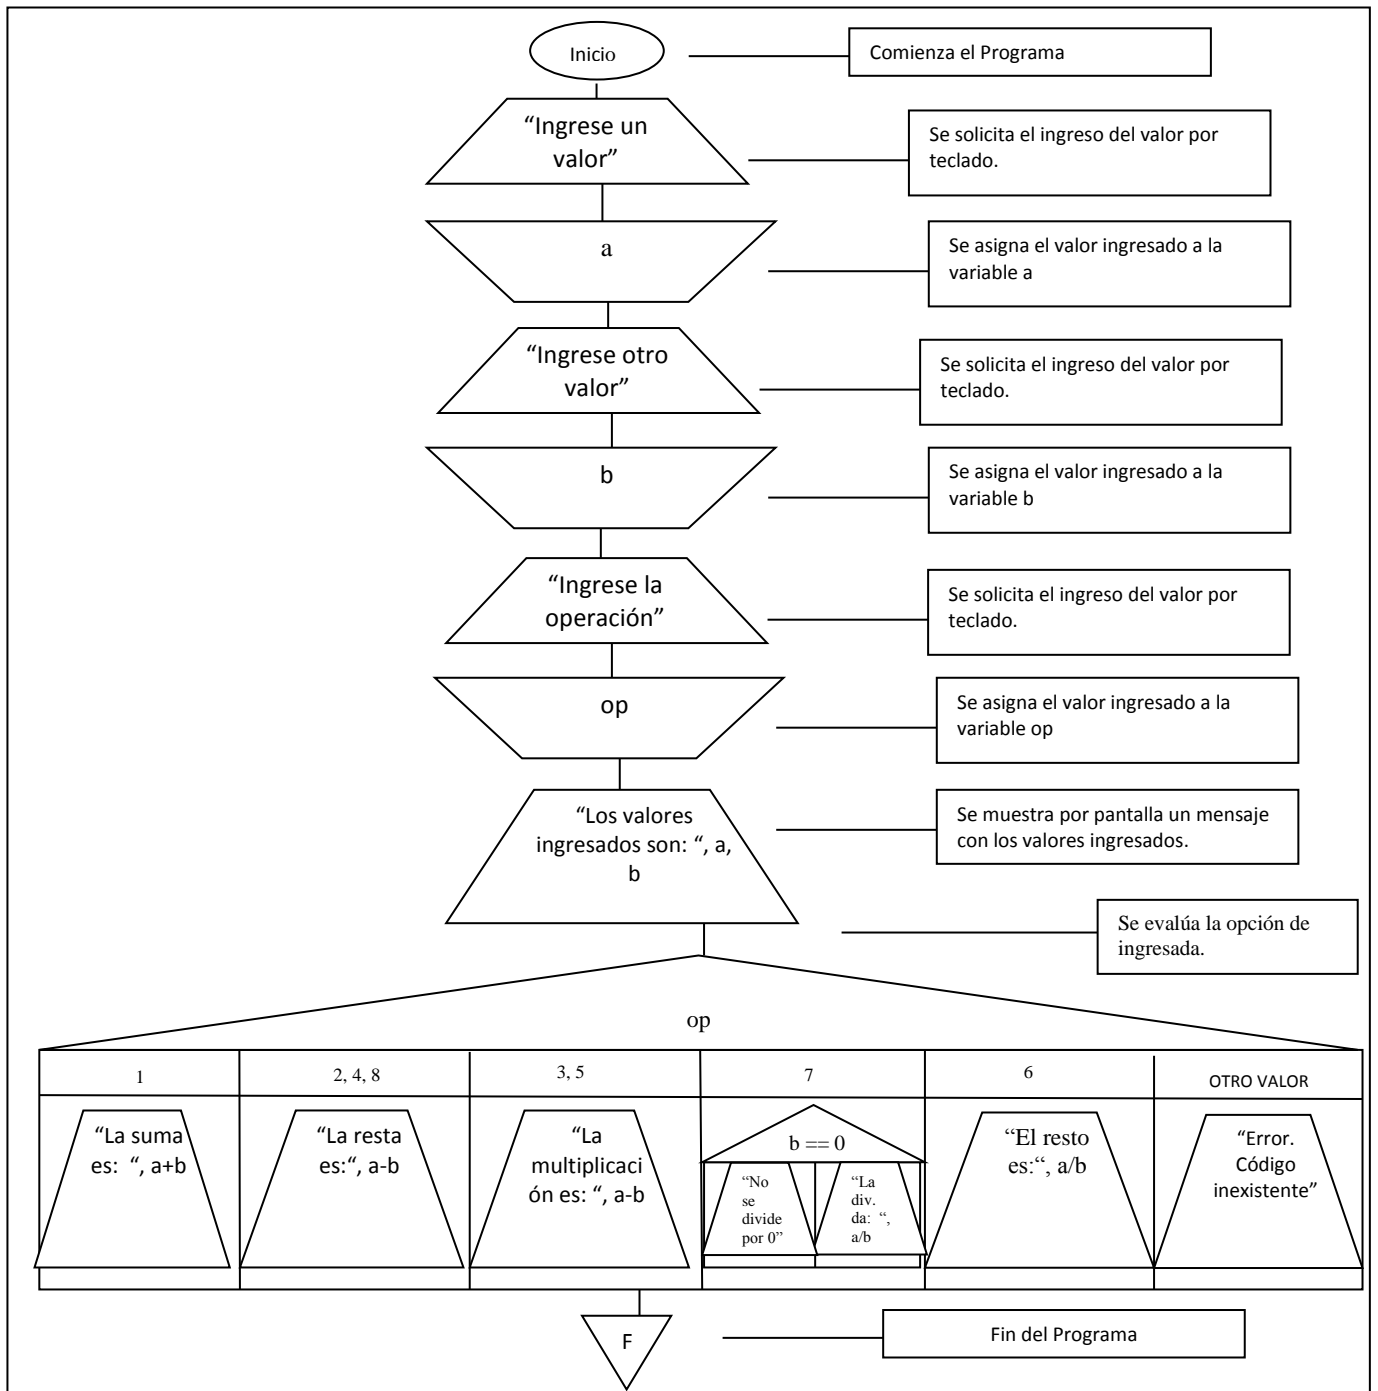 Inicio
Comienza el Programa
“Ingrese un
valor”
Se solicita el ingreso del valor por
teclado.
a
Se asigna el valor ingresado a la
variable a
“Ingrese otro
valor”
Se solicita el ingreso del valor por
teclado.
b
Se asigna el valor ingresado a la
variable b
“Ingrese la
operación”
Se solicita el ingreso del valor por
teclado.
op
Se asigna el valor ingresado a la
variable op
“Los valores
ingresados son: “, a,
b
Se muestra por pantalla un mensaje
con los valores ingresados.
Se evalúa la opción de
ingresada.
op
1
2, 4, 8
3, 5
7
6
OTRO VALOR
“La suma
es: “, a+b
“La resta
es:“, a-b
“La
multiplicaci
ón es: “, a-b
b == 0
“No
se
divide
por 0”
“La
div.
da: “,
a/b
“El resto
es:“, a/b
“Error.
Código
inexistente”
F
Fin del Programa